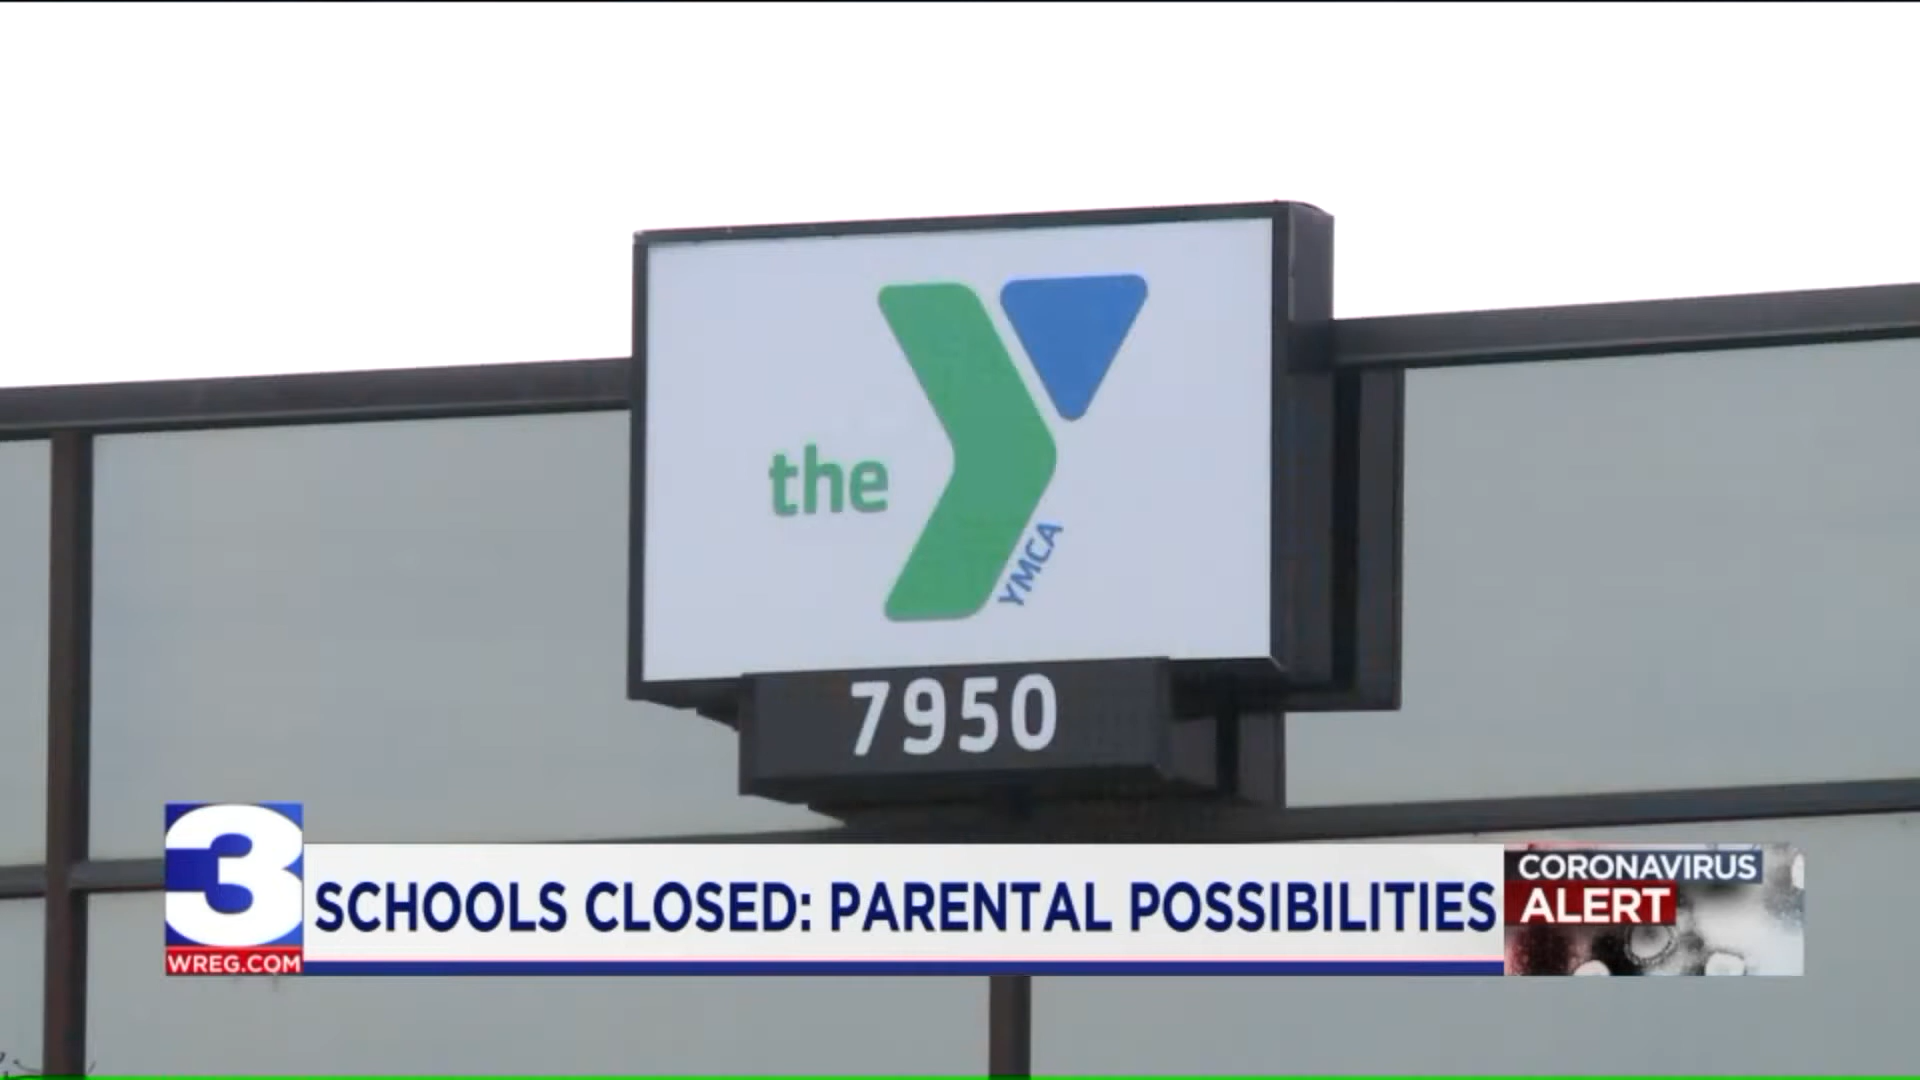 the
YMCA
7950
3
WREG.COM
SCHOOLS CLOSED: PARENTAL POSSIBILITIES
CORONAVIRUS
ALERT